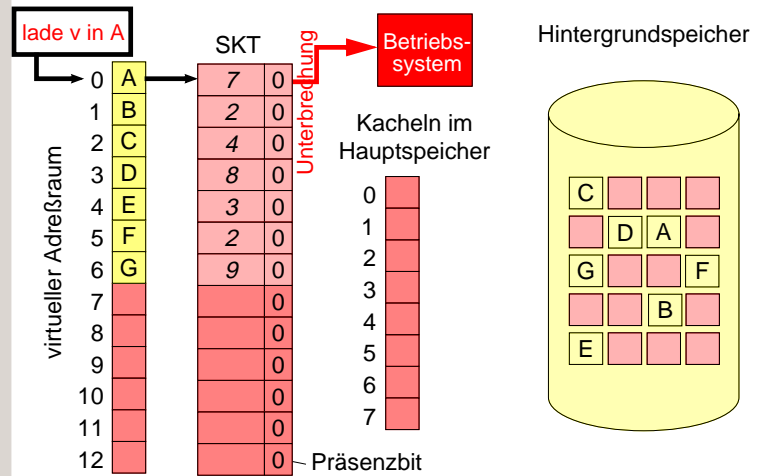 lade v in A
SKT
Unterbrechung
Betriebs-
system
Hintergrundspeicher
virtueller Adreßraum
0 A 7 0
1 B 2 0
2 C 4 0
3 D 8 0
4 E 3 0
5 F 2 0
6 G 9 0
7 0
8 0
9 0
10 0
11 0
12 0
Präsenzbit
Kacheln im
Hauptspeicher
0
1
2
3
4
5
6
7
C
D A
G F
B
E